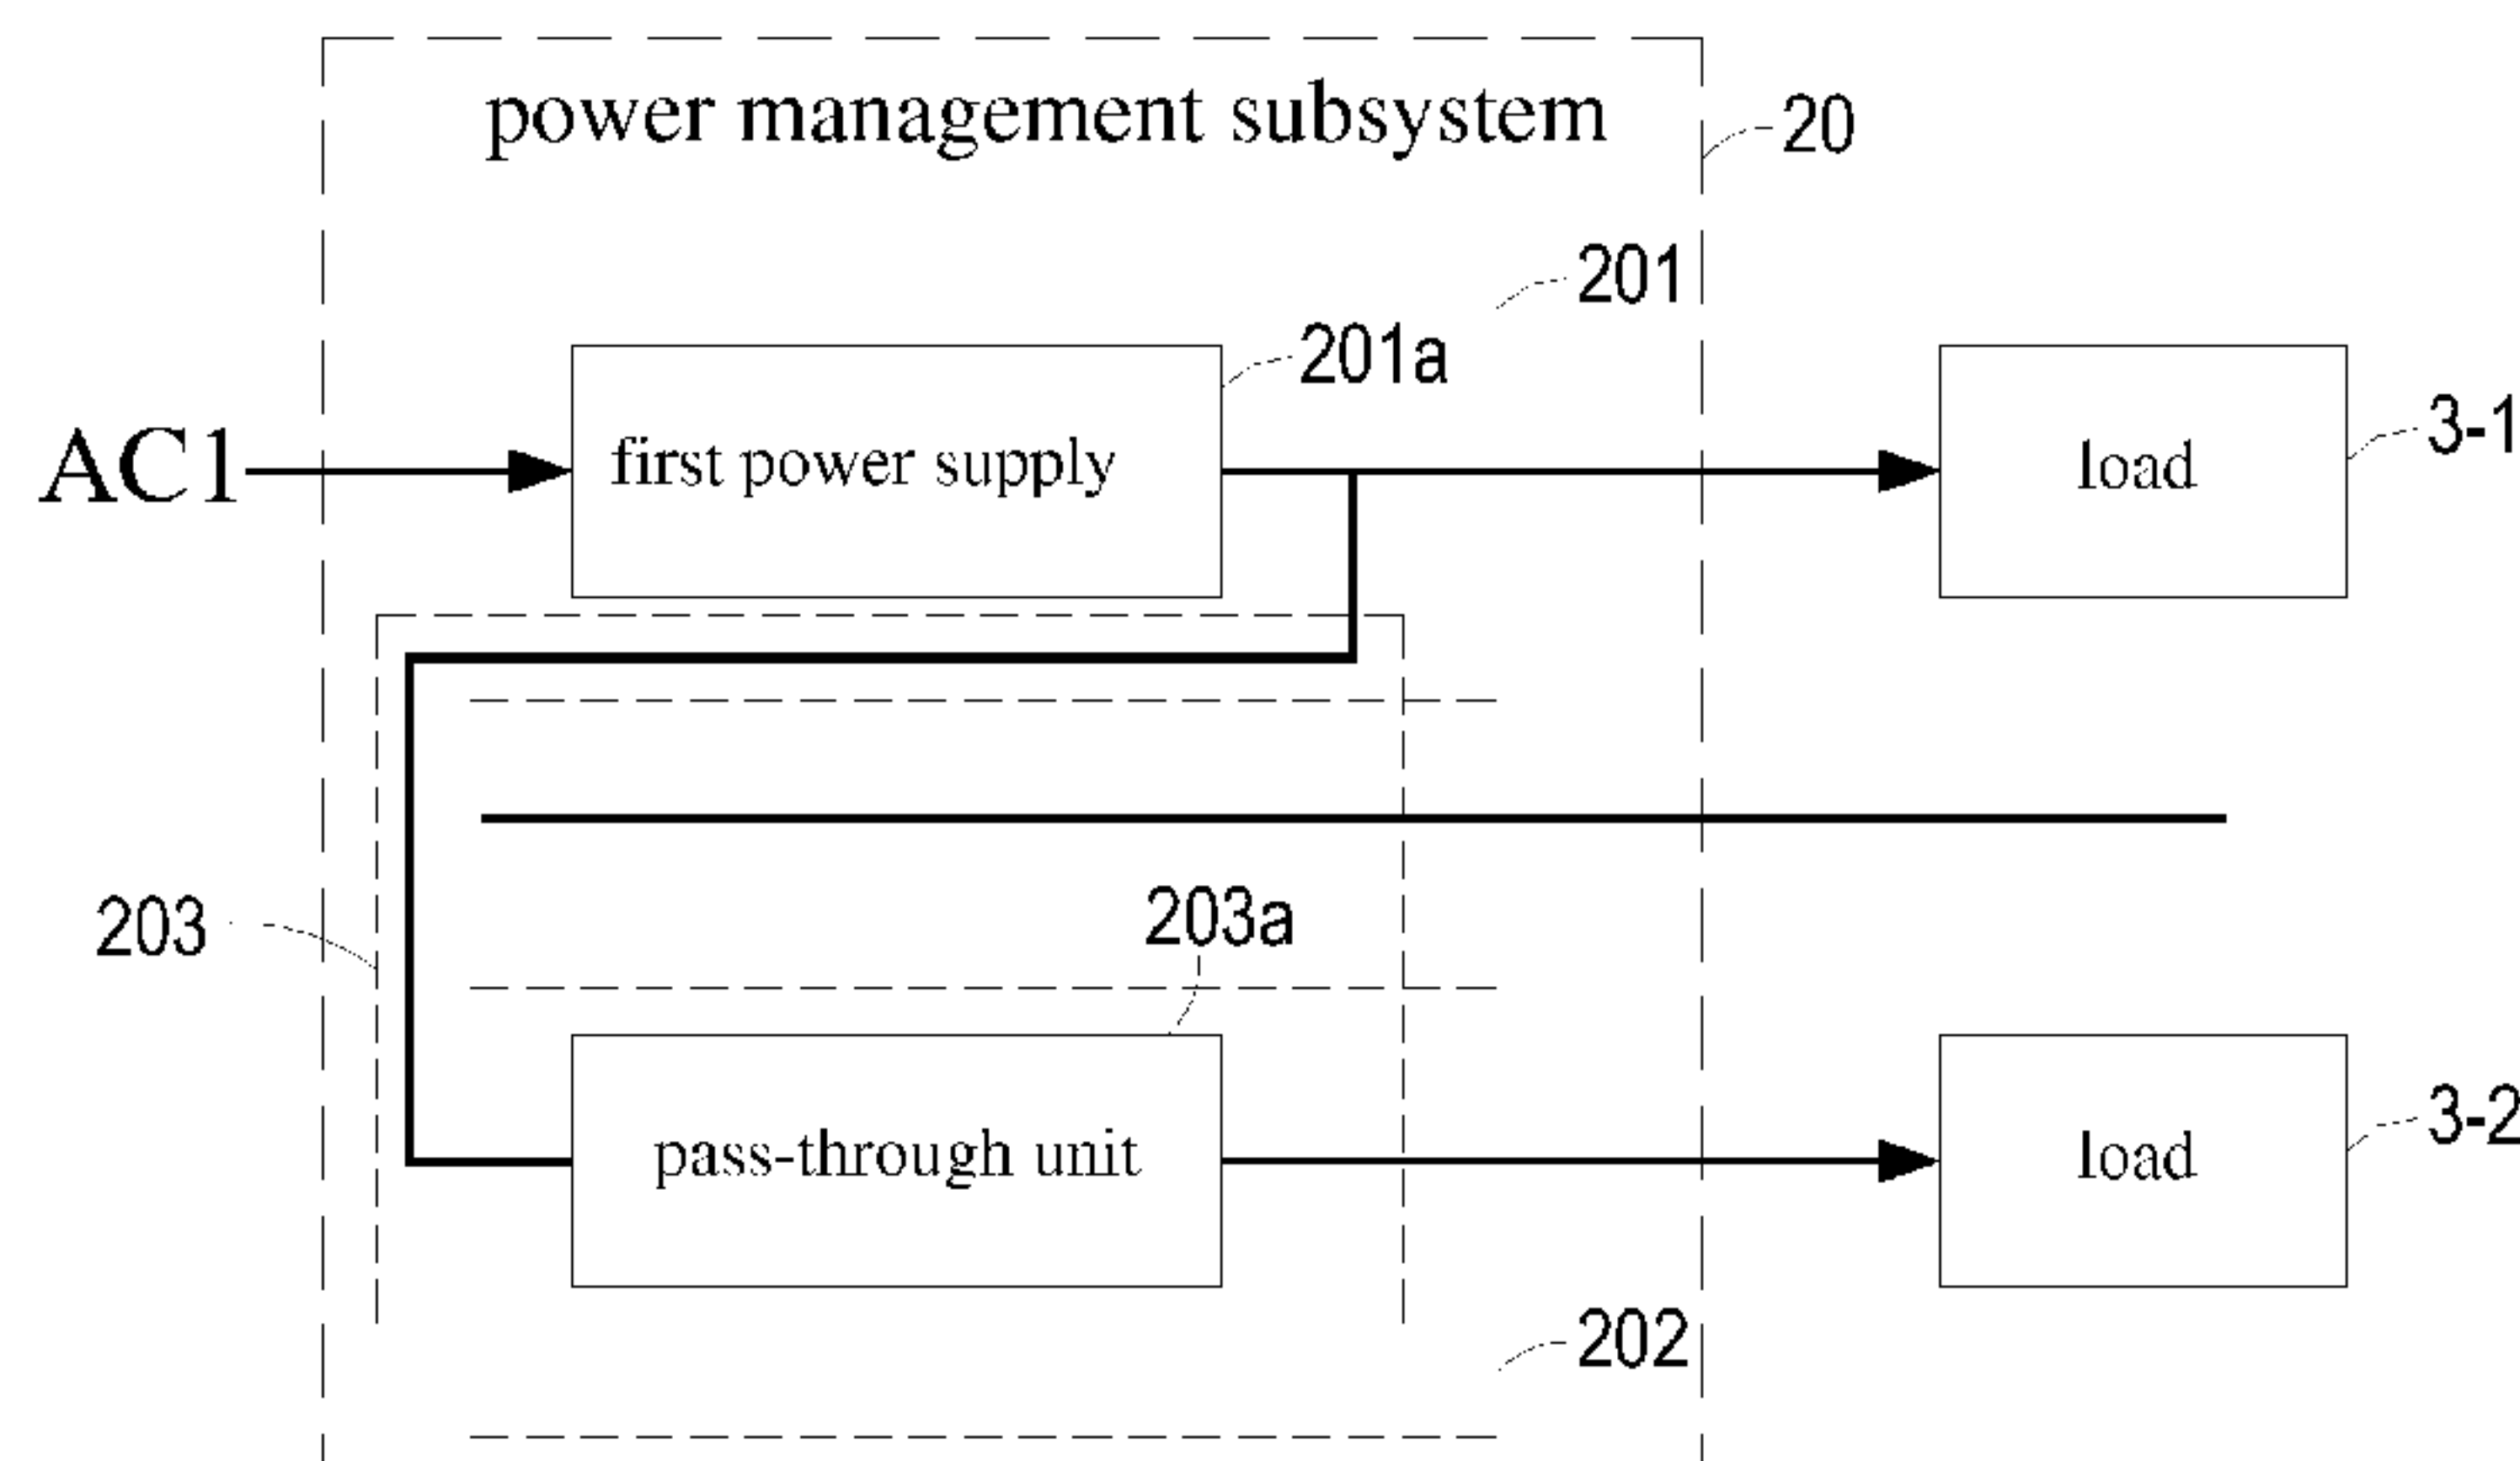 power management subsystem
20
201
201a
AC1
first power supply
load
3-1
203
203a
pass-through unit
load
3-2
202